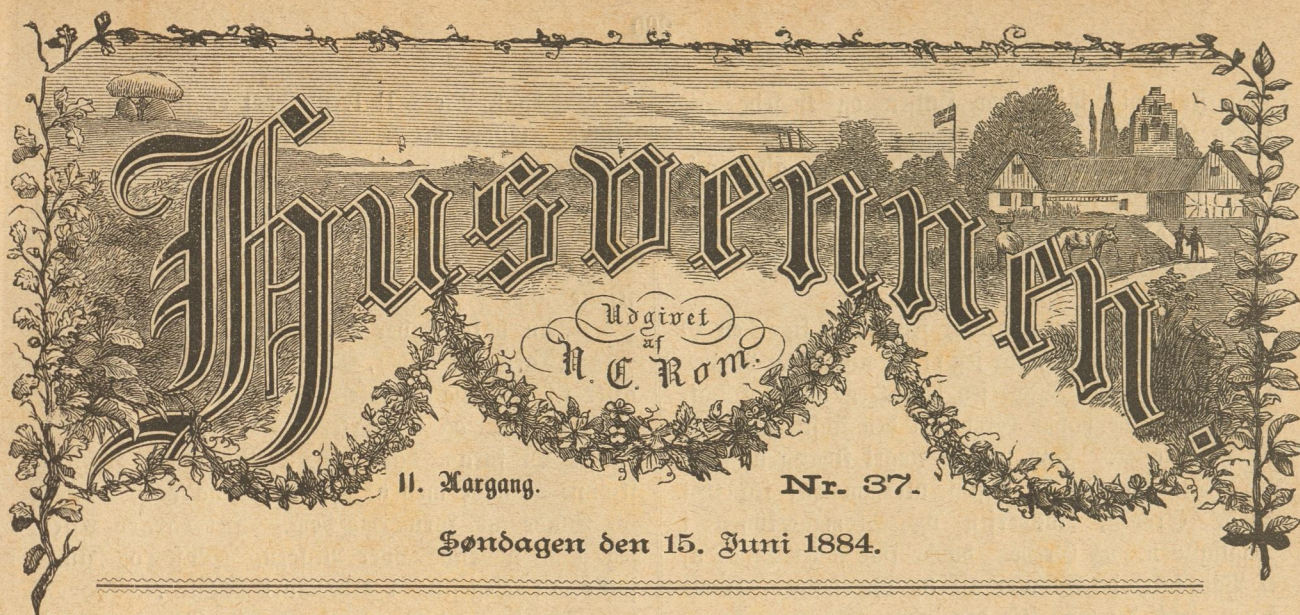 Husvennen.
Udgivet
af
N. C. Rom.
11. Aargang.
Nr. 37.
Søndagen den 15. Juni 1884.